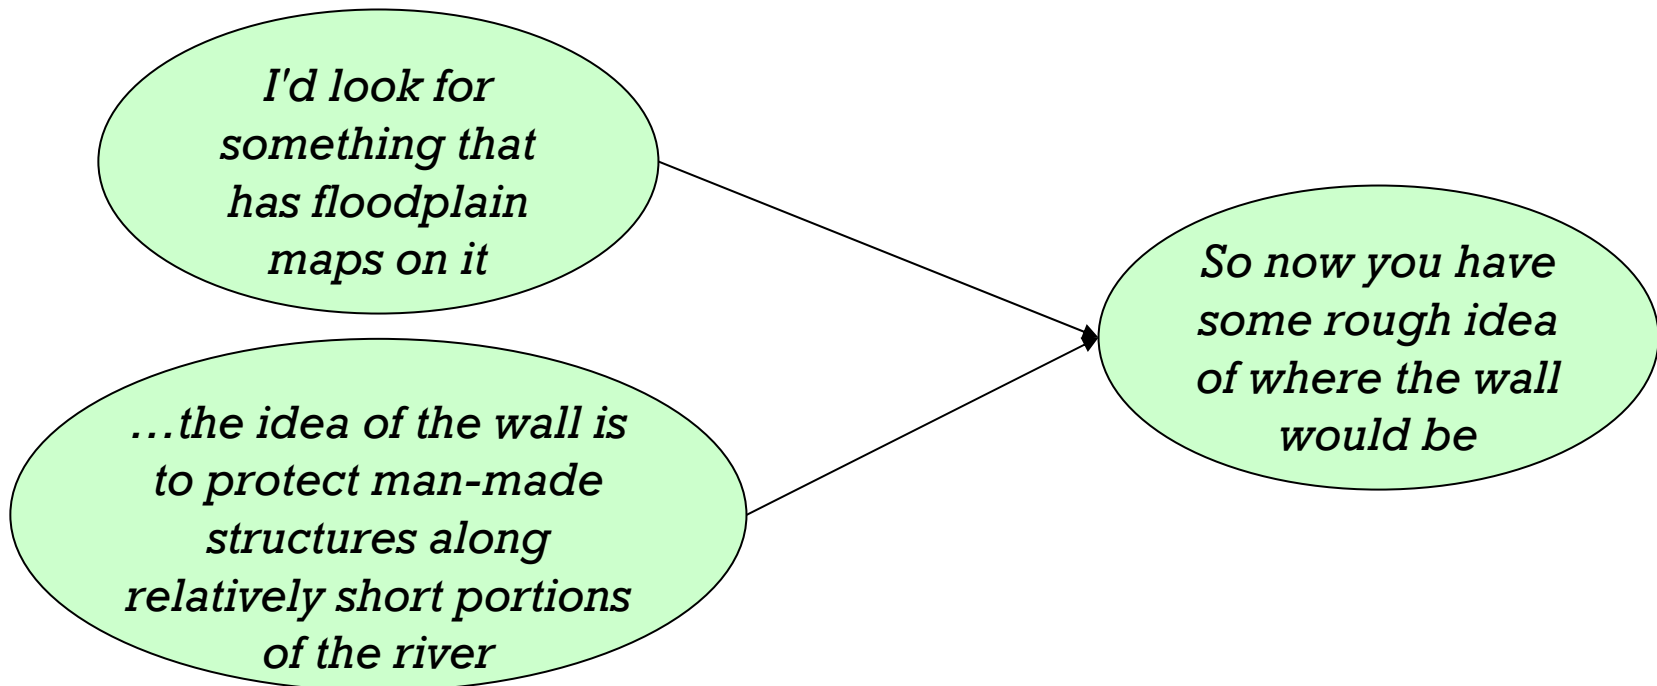 I'd look for
something that
has floodplain
maps on it
…the idea of the wall is
to protect man-made
structures along
relatively short portions
of the river
So now you have
some rough idea
of where the wall
would be